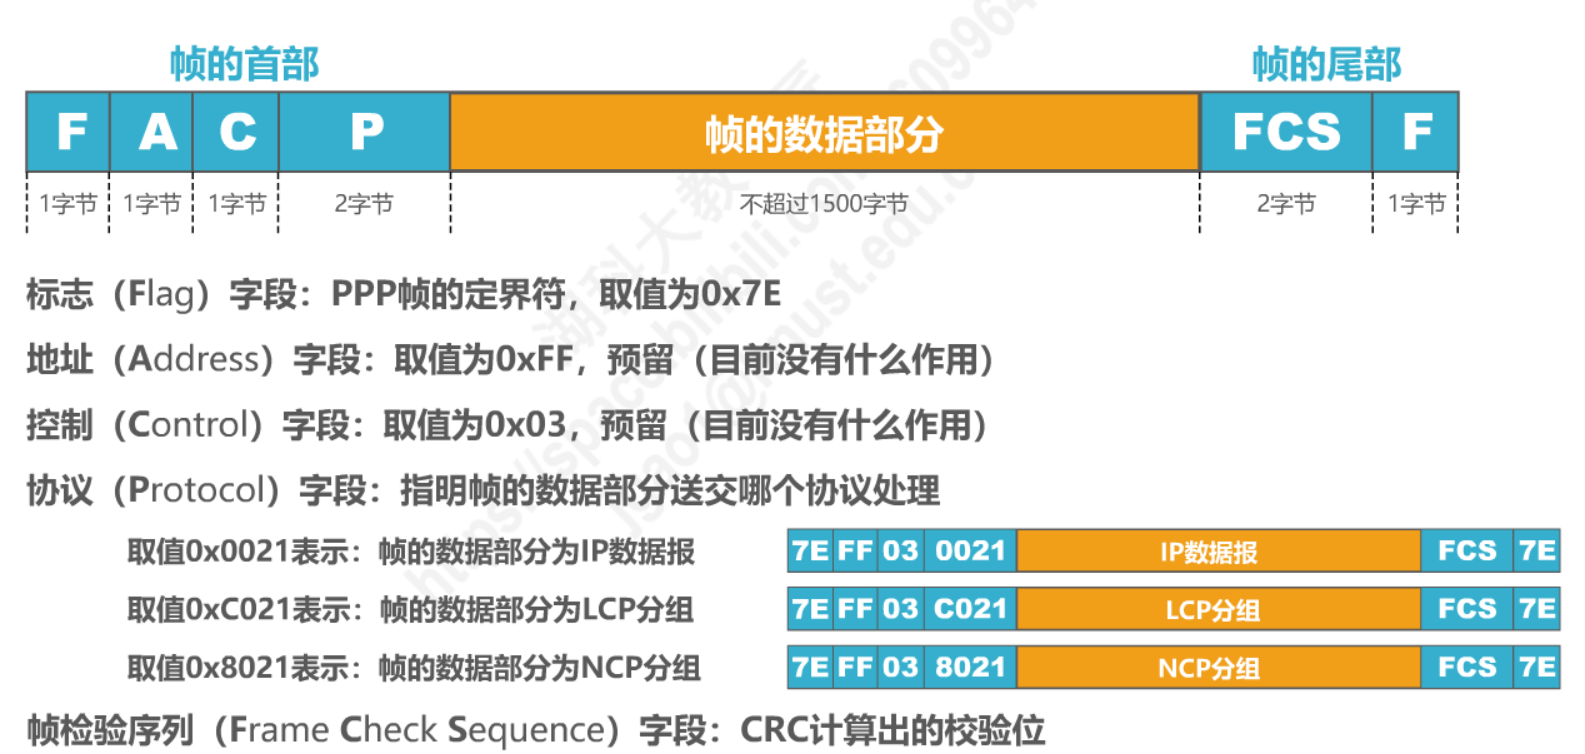 帧的首部 帧的尾部
F A C P 帧的数据部分 FCS F
1字节 1字节 1字节 2字节 不超过1500字节 2字节 1字节
标志（Flag）字段：PPP帧的定界符，取值为0x7E
地址（Address）字段：取值为0xFF，预留（目前没有什么作用）
控制（Control）字段：取值为0x03，预留（目前没有什么作用）
协议（Protocol）字段：指明帧的数据部分送交哪个协议处理
取值0x0021表示：帧的数据部分为IP数据报 7E FF 03 0021 IP数据报 FCS 7E
取值0xC021表示：帧的数据部分为LCP分组 7E FF 03 C021 LCP分组 FCS 7E
取值0x8021表示：帧的数据部分为NCP分组 7E FF 03 8021 NCP分组 FCS 7E
帧检验序列（Frame Check Sequence）字段：CRC计算出的校验位